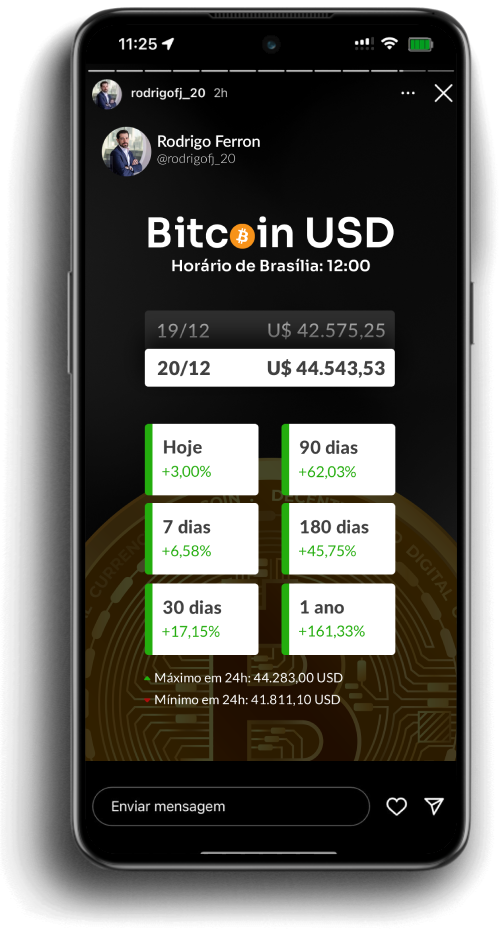 11:25
rodrigofj_20 2h
Rodrigo Ferron
@rodrigofj_20
Bitcoin USD
Horário de Brasília: 12:00
19/12 U$ 42.575,25
20/12 U$ 44.543,53
Hoje
+3,00%
90 dias
+62,03%
7 dias
+6,58%
180 dias
+45,75%
30 dias
+17,15%
1 ano
+161,33%
Máximo em 24h: 44.283,00 USD
Mínimo em 24h: 41.811,10 USD
Enviar mensagem